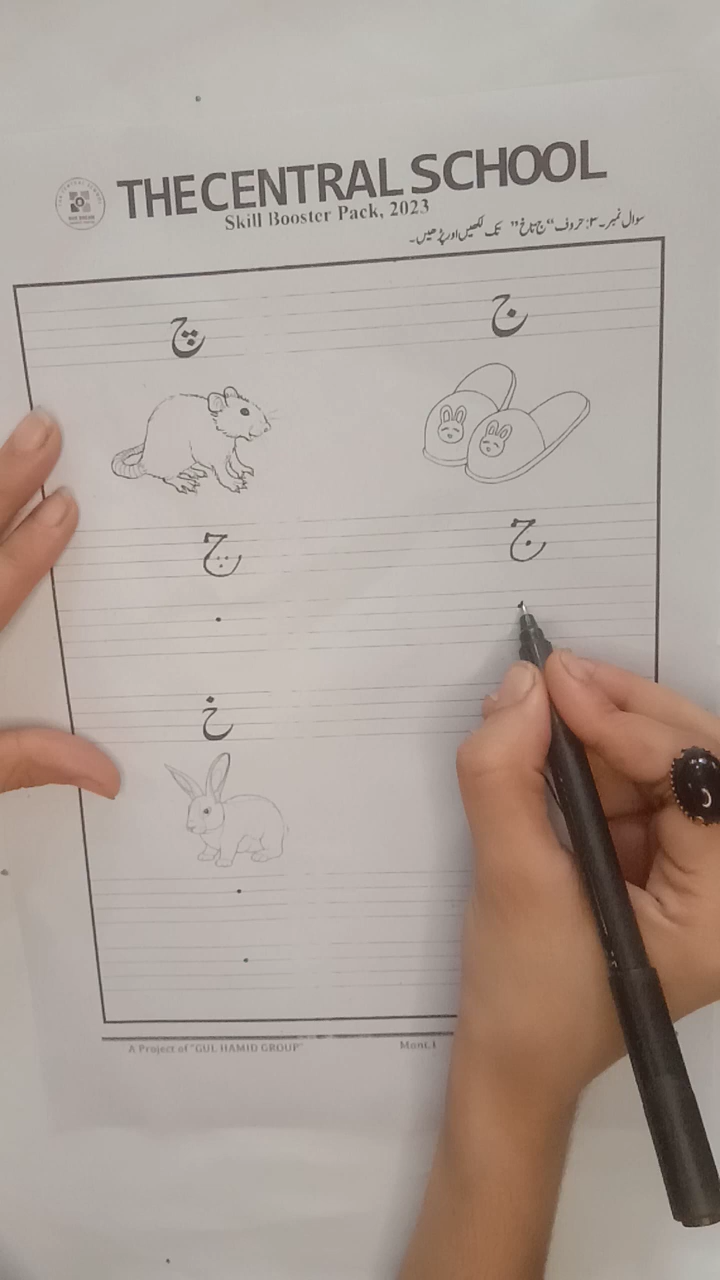 THE CENTRAL SCHOOL
Skill Booster Pack, 2023
سوال نمبر۔۳: حروف “ج تا خ” تک لکھیں اور پڑھیں۔
ج چ
ج چ
خ
A Project of "GUL HAMID GROUP" Mont.1